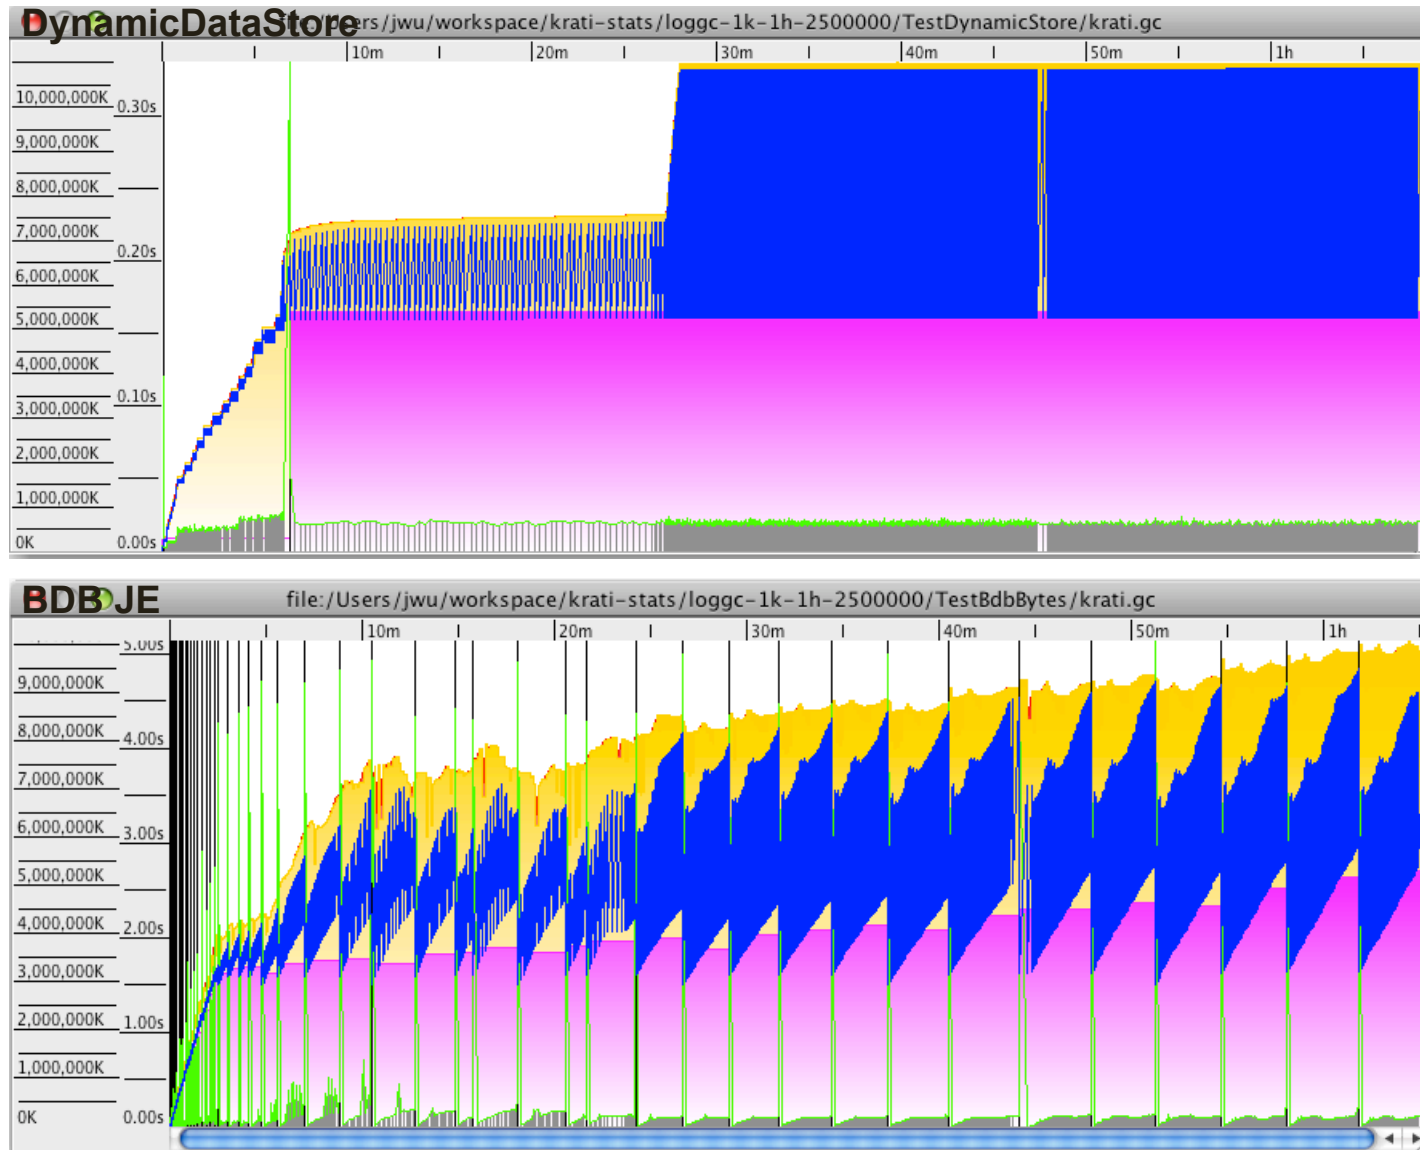 DynamicDataStore
file:/Users/jwu/workspace/krati-stats/loggc-1k-1h-2500000/TestDynamicStore/krati.gc
10m 20m 30m 40m 50m 1h
10,000,000K
0.30s
9,000,000K
8,000,000K
7,000,000K
0.20s
6,000,000K
5,000,000K
4,000,000K
0.10s
3,000,000K
2,000,000K
1,000,000K
0K 0.00s
BDB JE
file:/Users/jwu/workspace/krati-stats/loggc-1k-1h-2500000/TestBdbBytes/krati.gc
10m 20m 30m 40m 50m 1h
5.00s
9,000,000K
8,000,000K 4.00s
7,000,000K
6,000,000K 3.00s
5,000,000K
4,000,000K 2.00s
3,000,000K
2,000,000K 1.00s
1,000,000K
0K 0.00s